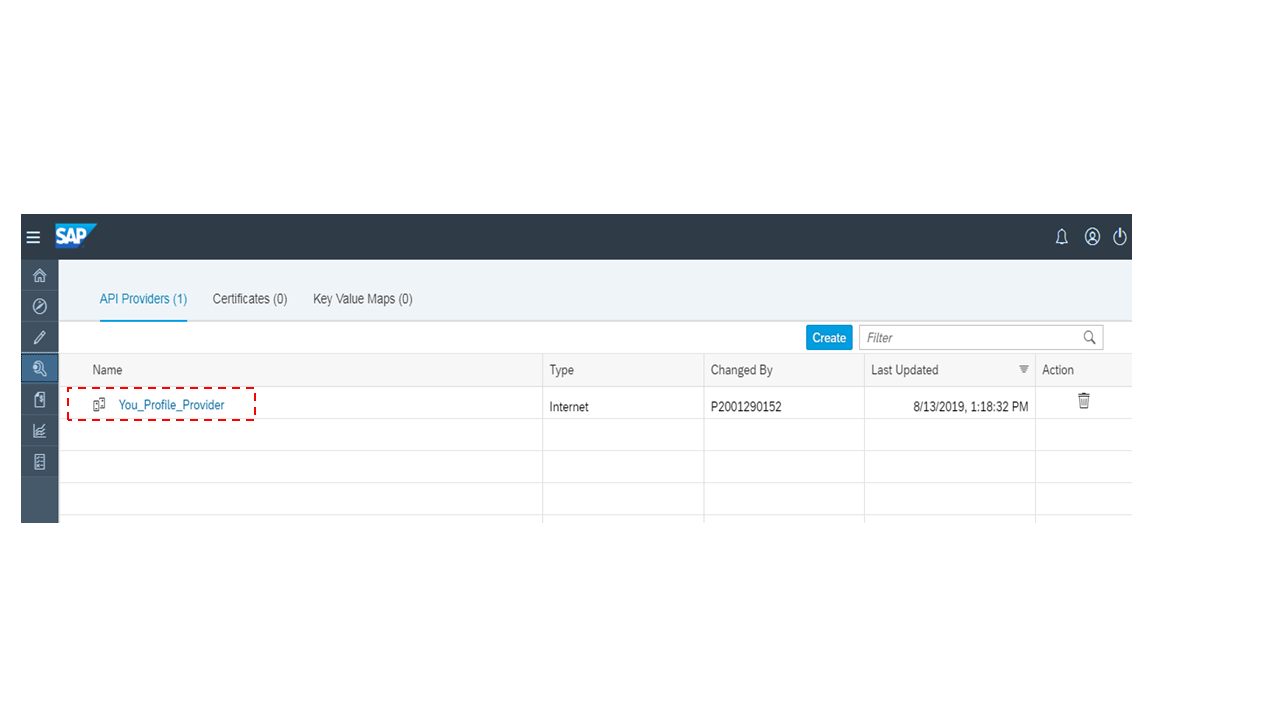 SAP
API Providers (1) Certificates (0) Key Value Maps (0)
Create Filter
Name Type Changed By Last Updated Action
You_Profile_Provider Internet P2001290152 8/13/2019, 1:18:32 PM